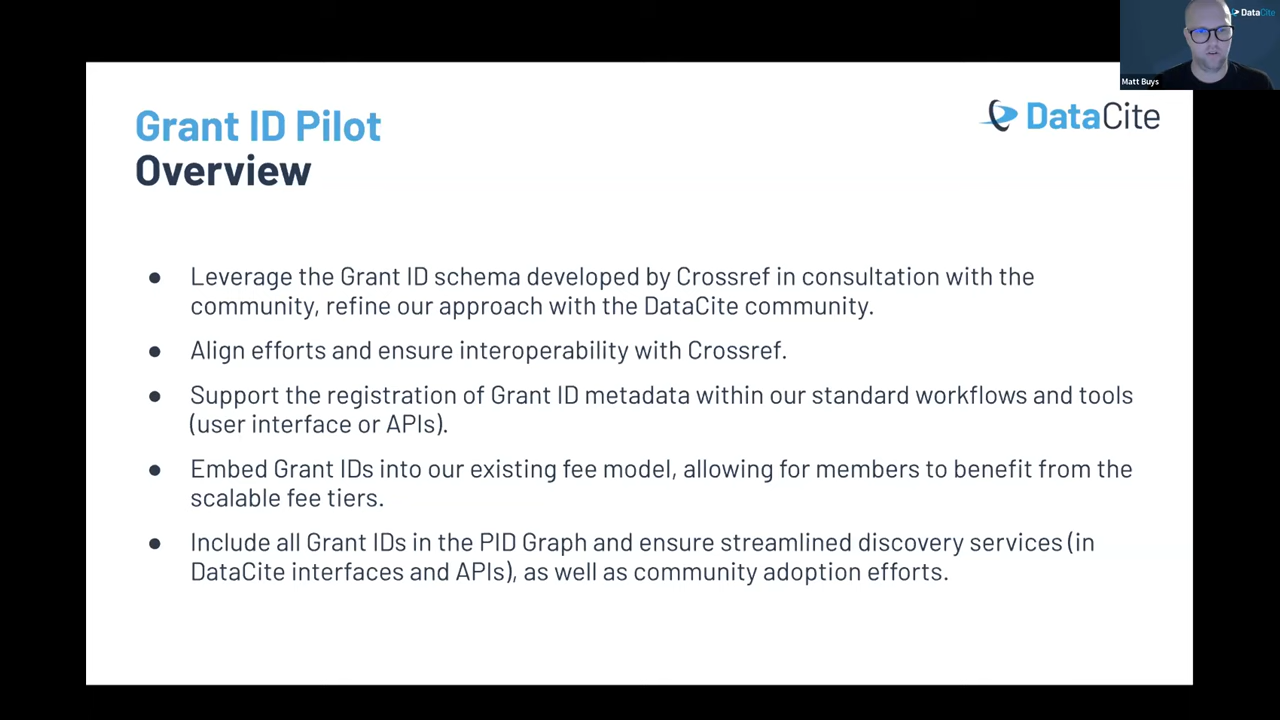 DataCite
Matt Buys
Grant ID Pilot
Overview
DataCite
● Leverage the Grant ID schema developed by Crossref in consultation with the
community, refine our approach with the DataCite community.
● Align efforts and ensure interoperability with Crossref.
● Support the registration of Grant ID metadata within our standard workflows and tools
(user interface or APIs).
● Embed Grant IDs into our existing fee model, allowing for members to benefit from the
scalable fee tiers.
● Include all Grant IDs in the PID Graph and ensure streamlined discovery services (in
DataCite interfaces and APIs), as well as community adoption efforts.